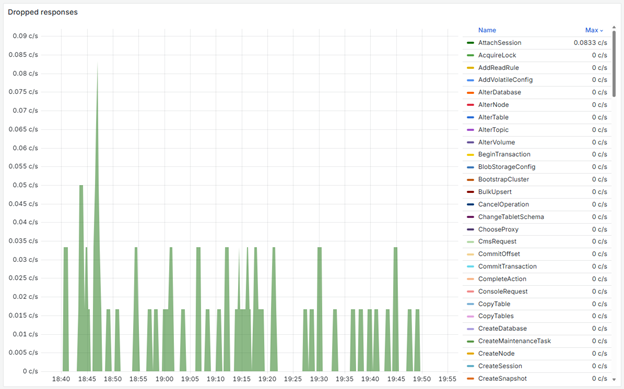 Dropped responses
0.09 c/s
0.085 c/s
0.08 c/s
0.075 c/s
0.07 c/s
0.065 c/s
0.06 c/s
0.055 c/s
0.05 c/s
0.045 c/s
0.04 c/s
0.035 c/s
0.03 c/s
0.025 c/s
0.02 c/s
0.015 c/s
0.01 c/s
0.005 c/s
0 c/s
18:40 18:45 18:50 18:55 19:00 19:05 19:10 19:15 19:20 19:25 19:30 19:35 19:40 19:45 19:50 19:55
Name Max
AttachSession 0.0833 c/s
AcquireLock 0 c/s
AddReadRule 0 c/s
AddVolatileConfig 0 c/s
AlterDatabase 0 c/s
AlterNode 0 c/s
AlterTable 0 c/s
AlterTopic 0 c/s
AlterVolume 0 c/s
BeginTransaction 0 c/s
BlobStorageConfig 0 c/s
BootstrapCluster 0 c/s
BulkUpsert 0 c/s
CancelOperation 0 c/s
ChangeTabletSchema 0 c/s
ChooseProxy 0 c/s
CmsRequest 0 c/s
CommitOffset 0 c/s
CommitTransaction 0 c/s
CompleteAction 0 c/s
ConsoleRequest 0 c/s
CopyTable 0 c/s
CopyTables 0 c/s
CreateDatabase 0 c/s
CreateMaintenanceTask 0 c/s
CreateNode 0 c/s
CreateSession 0 c/s
CreateSnapshot 0 c/s